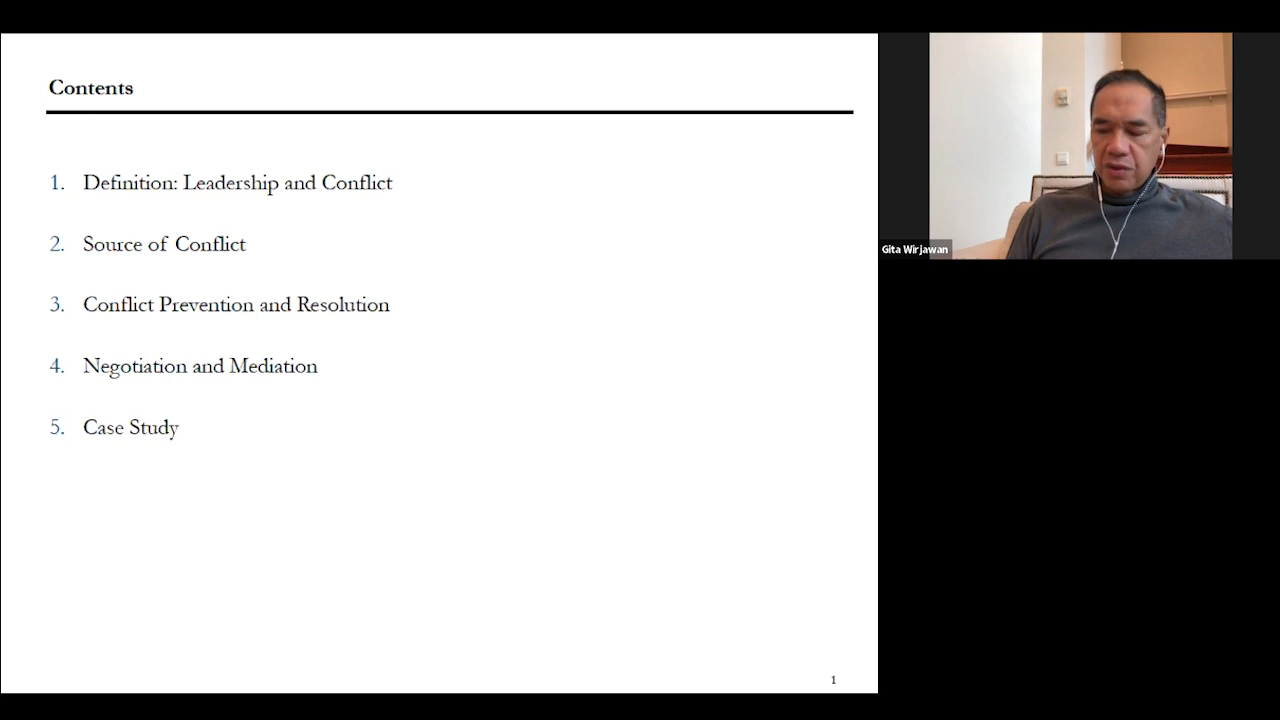 Contents
1. Definition: Leadership and Conflict
2. Source of Conflict
3. Conflict Prevention and Resolution
4. Negotiation and Mediation
5. Case Study
1
Gita Wirjawan